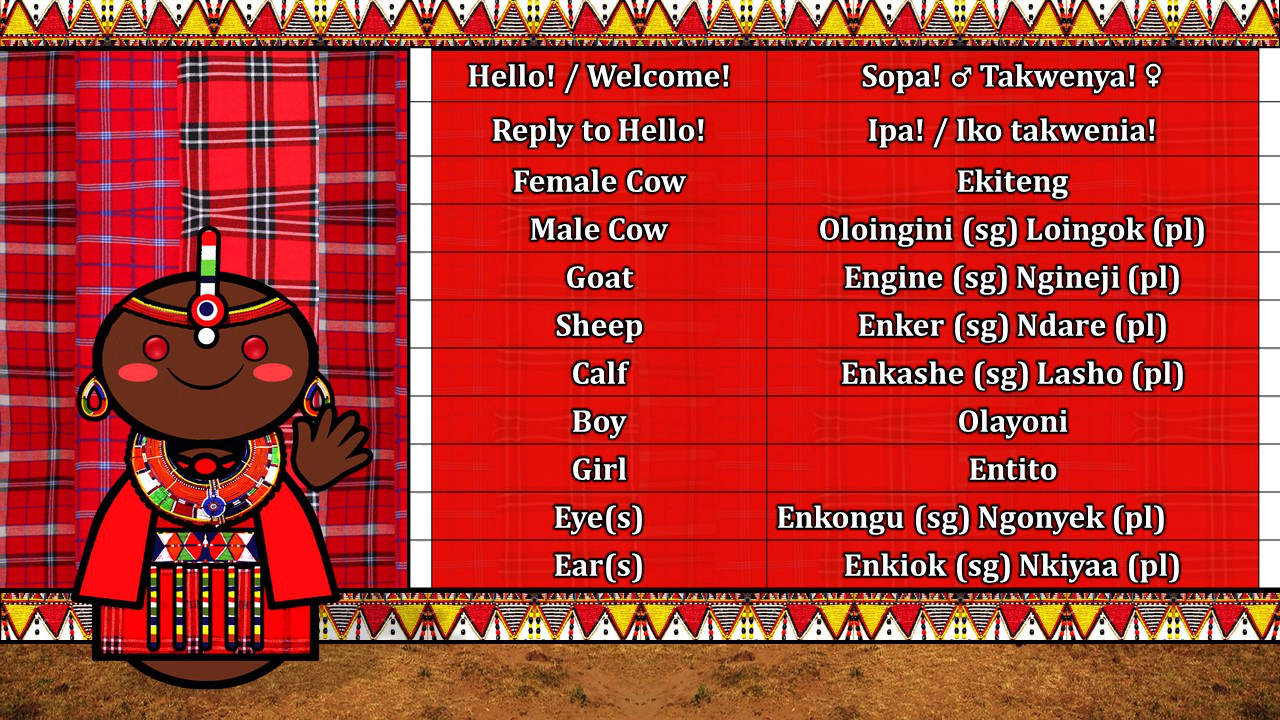 Hello! / Welcome! Sopa! ♂ Takwenya! ♀
Reply to Hello! Ipa! / Iko takwenia!
Female Cow Ekiteng
Male Cow Oloingini (sg) Loingok (pl)
Goat Engine (sg) Ngineji (pl)
Sheep Enker (sg) Ndare (pl)
Calf Enkashe (sg) Lasho (pl)
Boy Olayoni
Girl Entito
Eye(s) Enkongu (sg) Ngonyek (pl)
Ear(s) Enkiok (sg) Nkiyaa (pl)